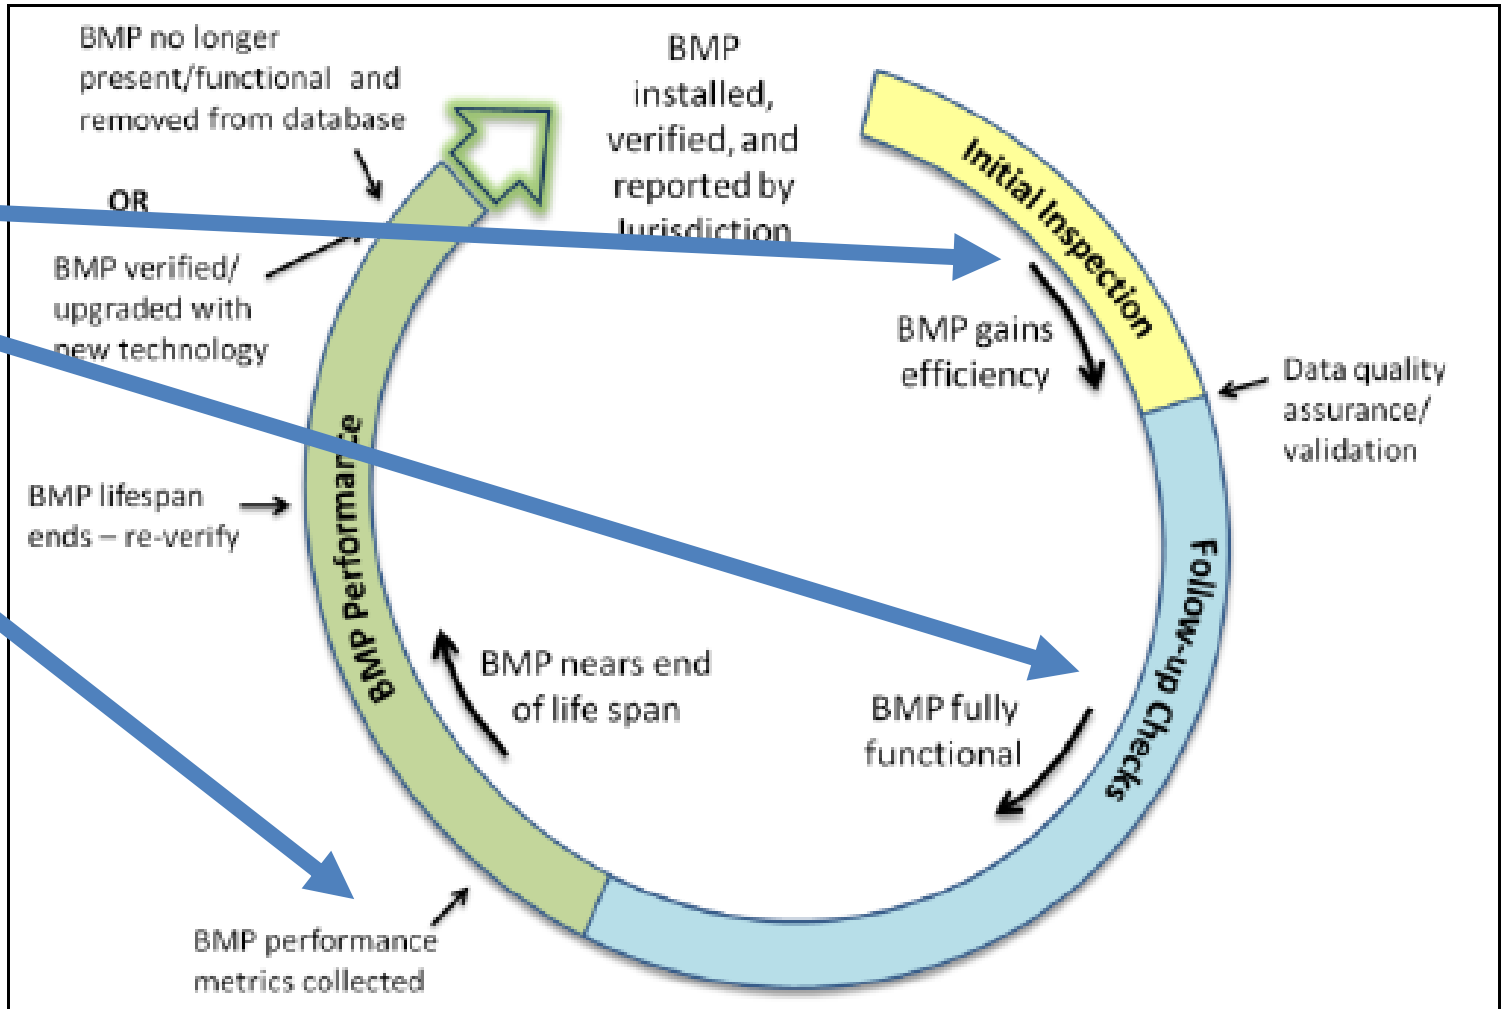 BMP no longer
present/functional and
removed from database
OR
BMP verified/
upgraded with
new technology
BMP
installed,
verified, and
reported by
Jurisdiction
Initial Inspection
BMP gains
efficiency
Data quality
assurance/
validation
Follow-up Checks
BMP fully
functional
BMP performance
metrics collected
BMP nears end
of life span
BMP Performance
BMP lifespan
ends – re-verify